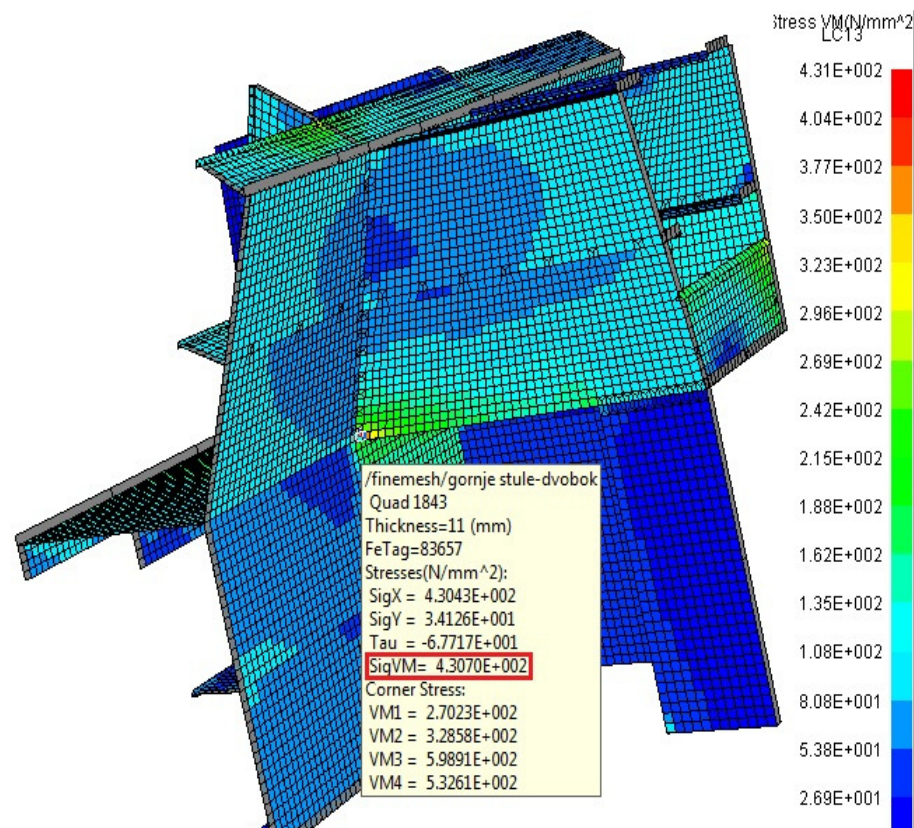 Stress VM(N/mm^2
LC13
4.31E+002
4.04E+002
3.77E+002
3.50E+002
3.23E+002
2.96E+002
2.69E+002
2.42E+002
2.15E+002
1.88E+002
1.62E+002
1.35E+002
1.08E+002
8.08E+001
5.38E+001
2.69E+001
/finemesh/gornje stule-dvobok
Quad 1843
Thickness=11 (mm)
FeTag=83657
Stresses(N/mm^2):
SigX = 4.3043E+002
SigY = 3.4126E+001
Tau = -6.7717E+001
SigVM= 4.3070E+002
Corner Stress:
VM1 = 2.7023E+002
VM2 = 3.2858E+002
VM3 = 5.9891E+002
VM4 = 5.3261E+002